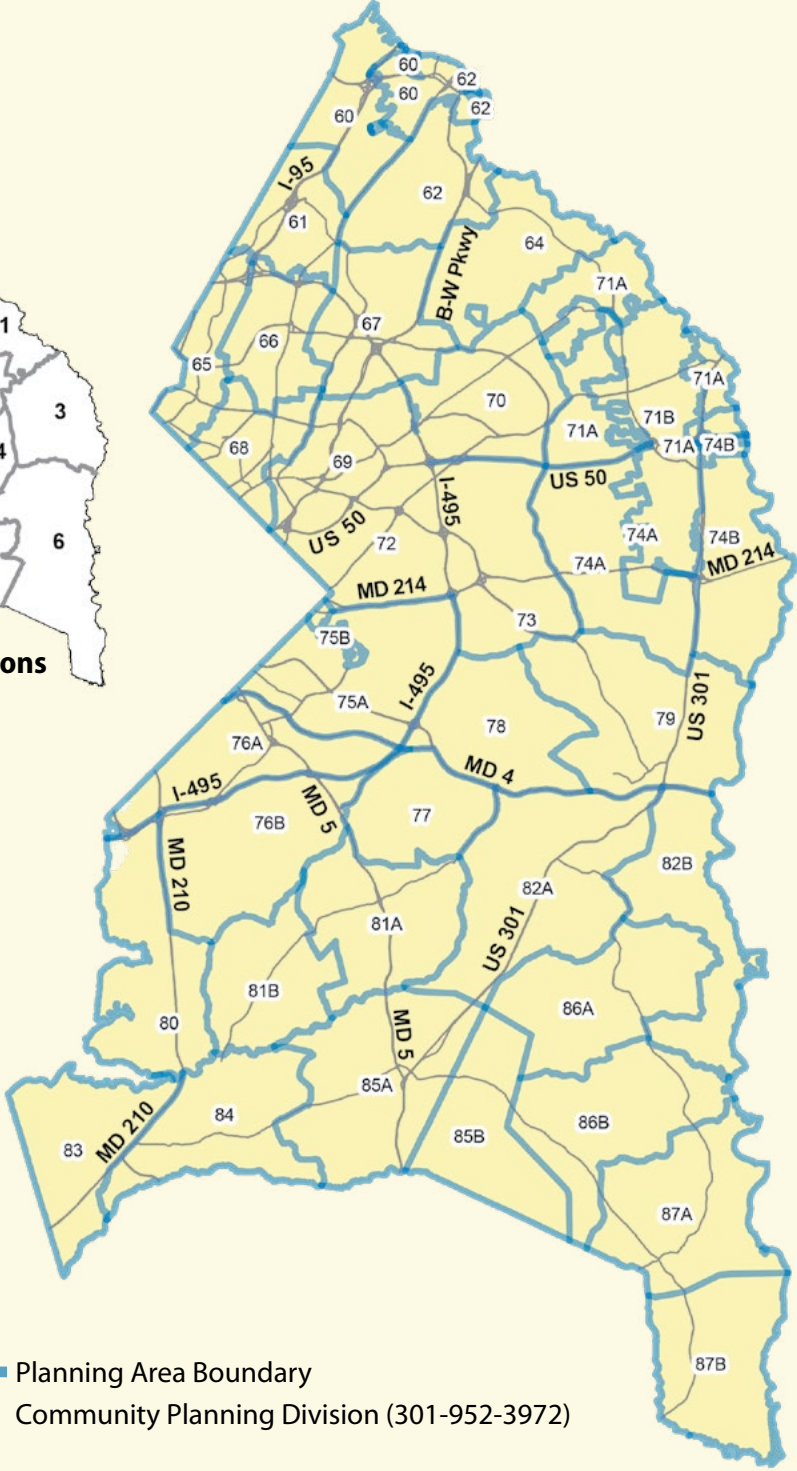 60
62
60
62
60
I-95
62
61
64
B-W Pkwy
71A
67
66
65
71A
70
71B
71A
68
71A
74B
69
US 50
I-495
US 50
74A
74B
72
74A
MD 214
MD 214
73
75B
I-495
75A
US 301
79
78
76A
MD 4
I-495
MD 5
77
76B
MD 210
82B
82A
81A
US 301
81B
86A
80
MD 5
85A
84
86B
MD 210
85B
83
87A
87B
1
3
4
6
ons
Planning Area Boundary
Community Planning Division (301-952-3972)